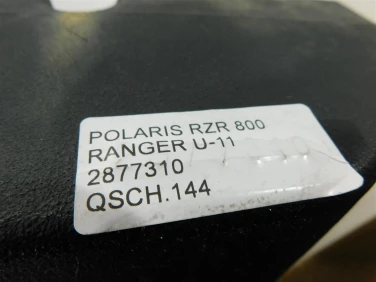 POLARIS RZR 800
RANGER U-11
2877310
QSCH.144